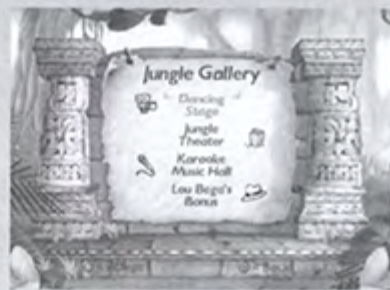 Jungle Gallery
Dancing
Stage
Jungle
Theater
Karaoke
Music Hall
Lou Bega's
Bonus